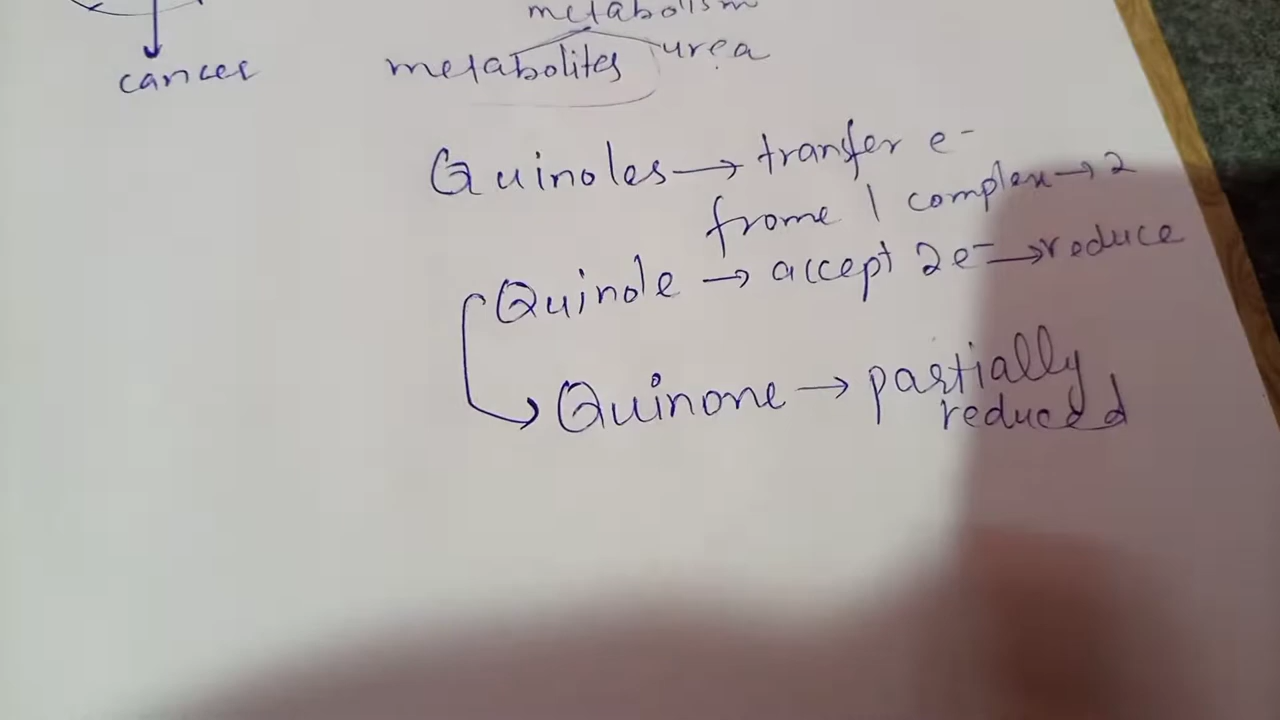 metabolism
cancer
metabolites urea
Quinoles → transfer e-
frome 1 complex → 2
Quinole → accept 2e- → reduce
Quinone → partially
reduced